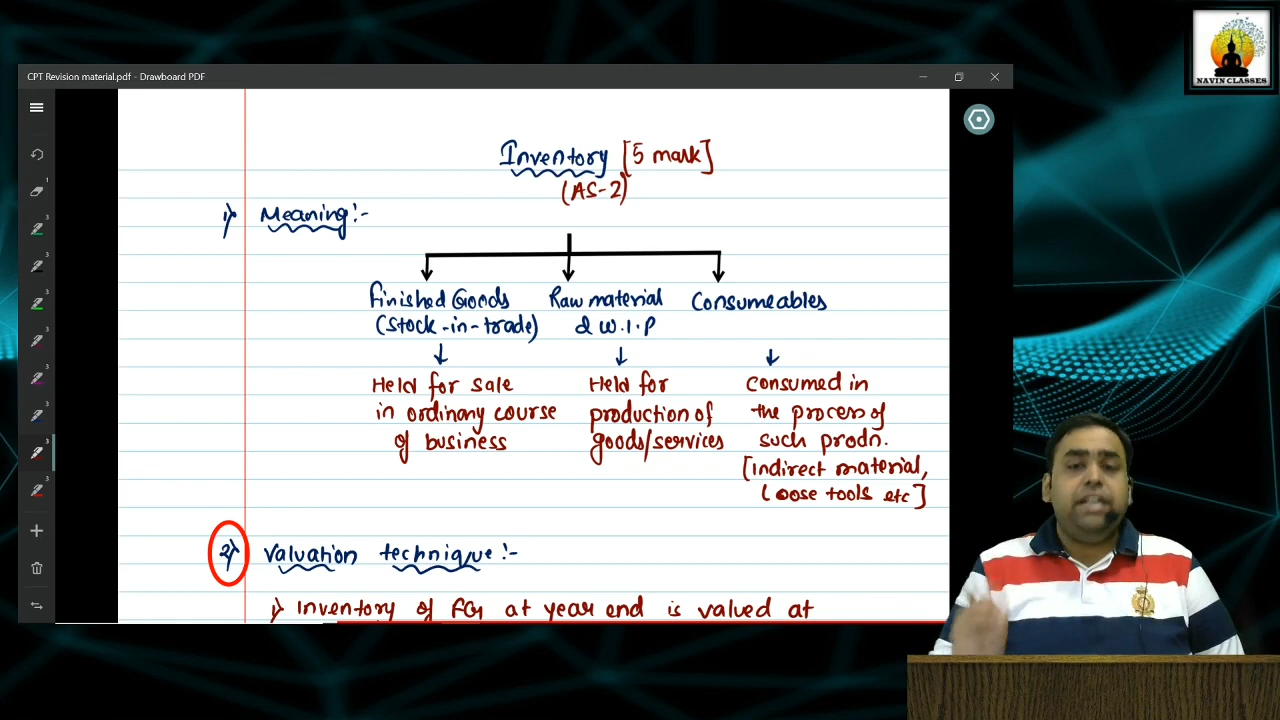 NAVIN CLASSES
CPT Revision material.pdf - Drawboard PDF
Inventory [5 mark]
(AS-2)
1) Meaning:-
Finished Goods
(Stock-in-trade)
Raw material
& W.I.P
Consumeables
Held for sale
in ordinary course
of business
Held for
production of
goods/services
Consumed in
the process of
such prodn.
[Indirect material,
Loose tools etc]
2) Valuation technique:-
1) Inventory of FG at year end is valued at